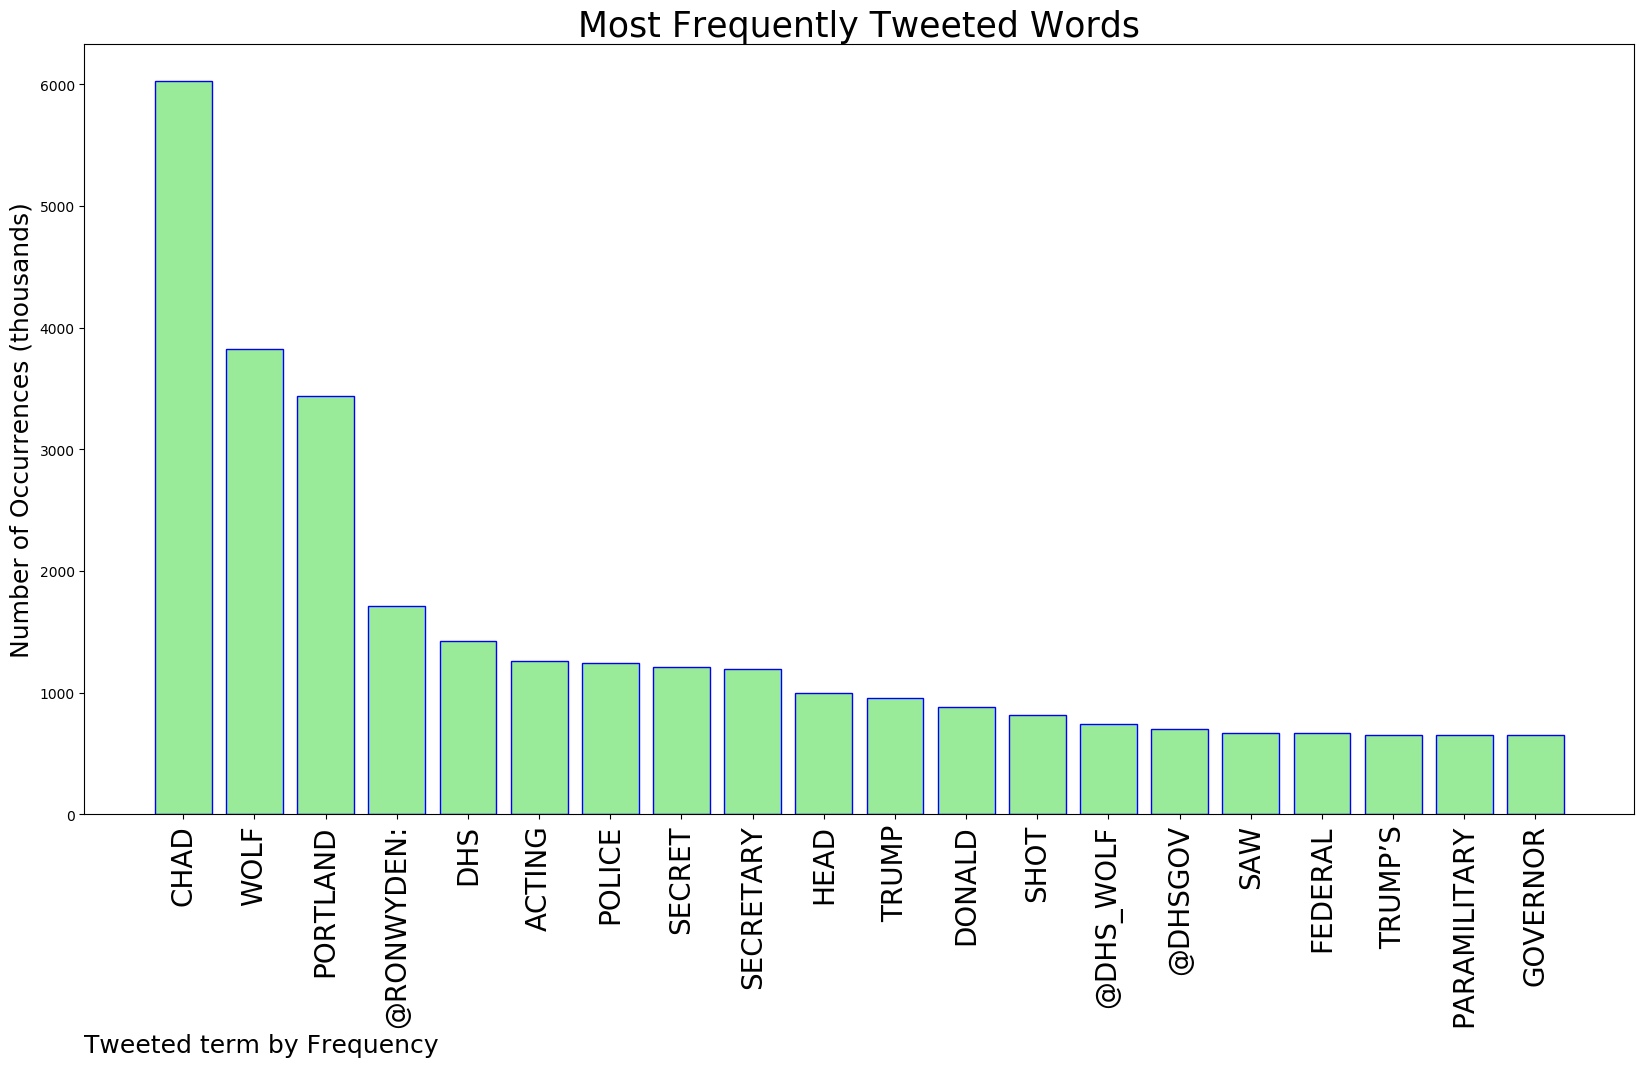 Most Frequently Tweeted Words
Number of Occurrences (thousands)
6000
5000
4000
3000
2000
1000
0
CHAD
WOLF
PORTLAND
@RONWYDEN:
DHS
ACTING
POLICE
SECRET
SECRETARY
HEAD
TRUMP
DONALD
SHOT
@DHS_WOLF
@DHSGOV
SAW
FEDERAL
TRUMP’S
PARAMILITARY
GOVERNOR
Tweeted term by Frequency